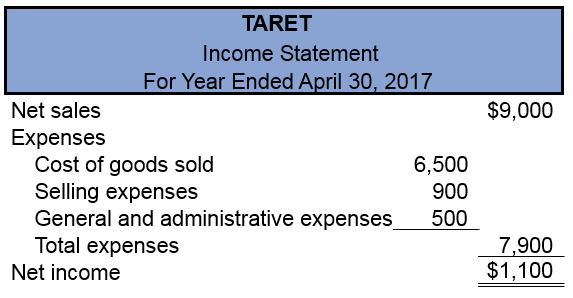 TARET
Income Statement
For Year Ended April 30, 2017
Net sales $9,000
Expenses
Cost of goods sold 6,500
Selling expenses 900
General and administrative expenses 500
Total expenses 7,900
Net income $1,100